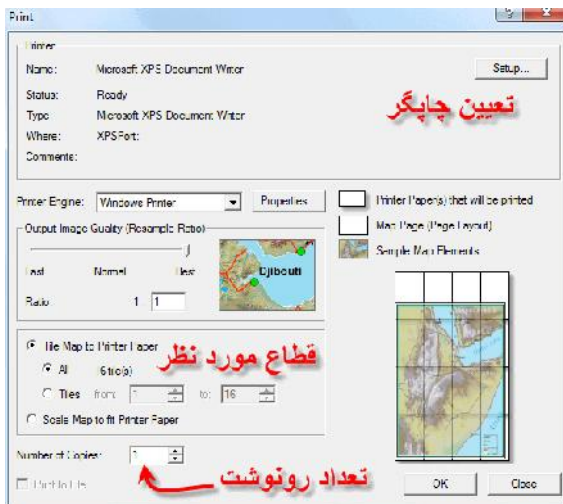 Print
Printer
Name: Microsoft XPS Document Writer
Setup...
Status: Ready
تعیین چاپگر
Type: Microsoft XPS Document Writer
Where: XPSPort:
Comments:
Printer Engine: Windows Printer Properties
Printer Paper(s) that will be printed
Map Page (Page Layout)
Sample Map Elements
Output Image Quality (Resample Ratio)
Fast Normal Best
Djibouti
Ratio: 1 : 1
Tile Map to Printer Paper
قطاع مورد نظر
All
Tiles from: 1 to: 16
Scale Map to fit Printer Paper
Number of Copies:
تعداد رونوشت
Print to File
OK Close